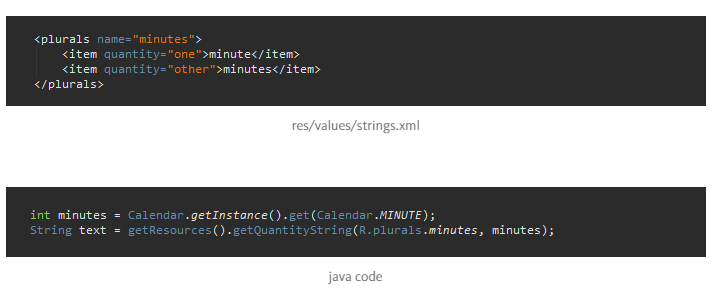 <plurals name="minutes">
    <item quantity="one">minute</item>
    <item quantity="other">minutes</item>
</plurals>
res/values/strings.xml
int minutes = Calendar.getInstance().get(Calendar.MINUTE);
String text = getResources().getQuantityString(R.plurals.minutes, minutes);
java code